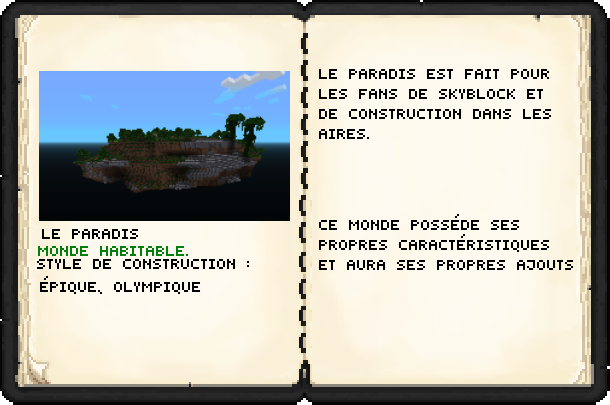 LE PARADIS
MONDE HABITABLE.
STYLE DE CONSTRUCTION :
ÉPIQUE, OLYMPIQUE
LE PARADIS EST FAIT POUR
LES FANS DE SKYBLOCK ET
DE CONSTRUCTION DANS LES
AIRES.
CE MONDE POSSÉDE SES
PROPRES CARACTÉRISTIQUES
ET AURA SES PROPRES AJOUTS